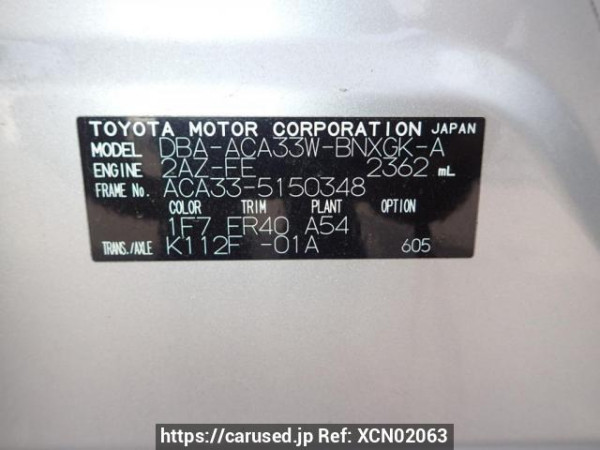 TOYOTA MOTOR CORPORATION JAPAN
MODEL DBA-ACA33W-BNXGK-A
ENGINE 2AZ-FE 2362 mL
FRAME No. ACA33-5150348
COLOR TRIM PLANT OPTION
1F7 FR40 A54
TRANS./AXLE K112F -01A 605
https://carused.jp Ref: XCN02063